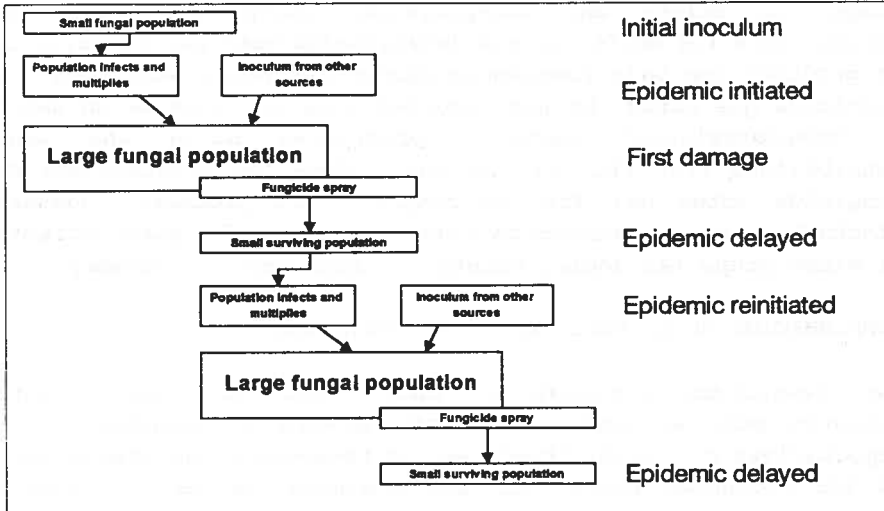 Small fungal population
Initial inoculum
Population infects and
multiplies
Inoculum from other
sources
Epidemic initiated
Large fungal population
First damage
Fungicide spray
Small surviving population
Epidemic delayed
Population infects and
multiplies
Inoculum from other
sources
Epidemic reinitiated
Large fungal population
Fungicide spray
Small surviving population
Epidemic delayed